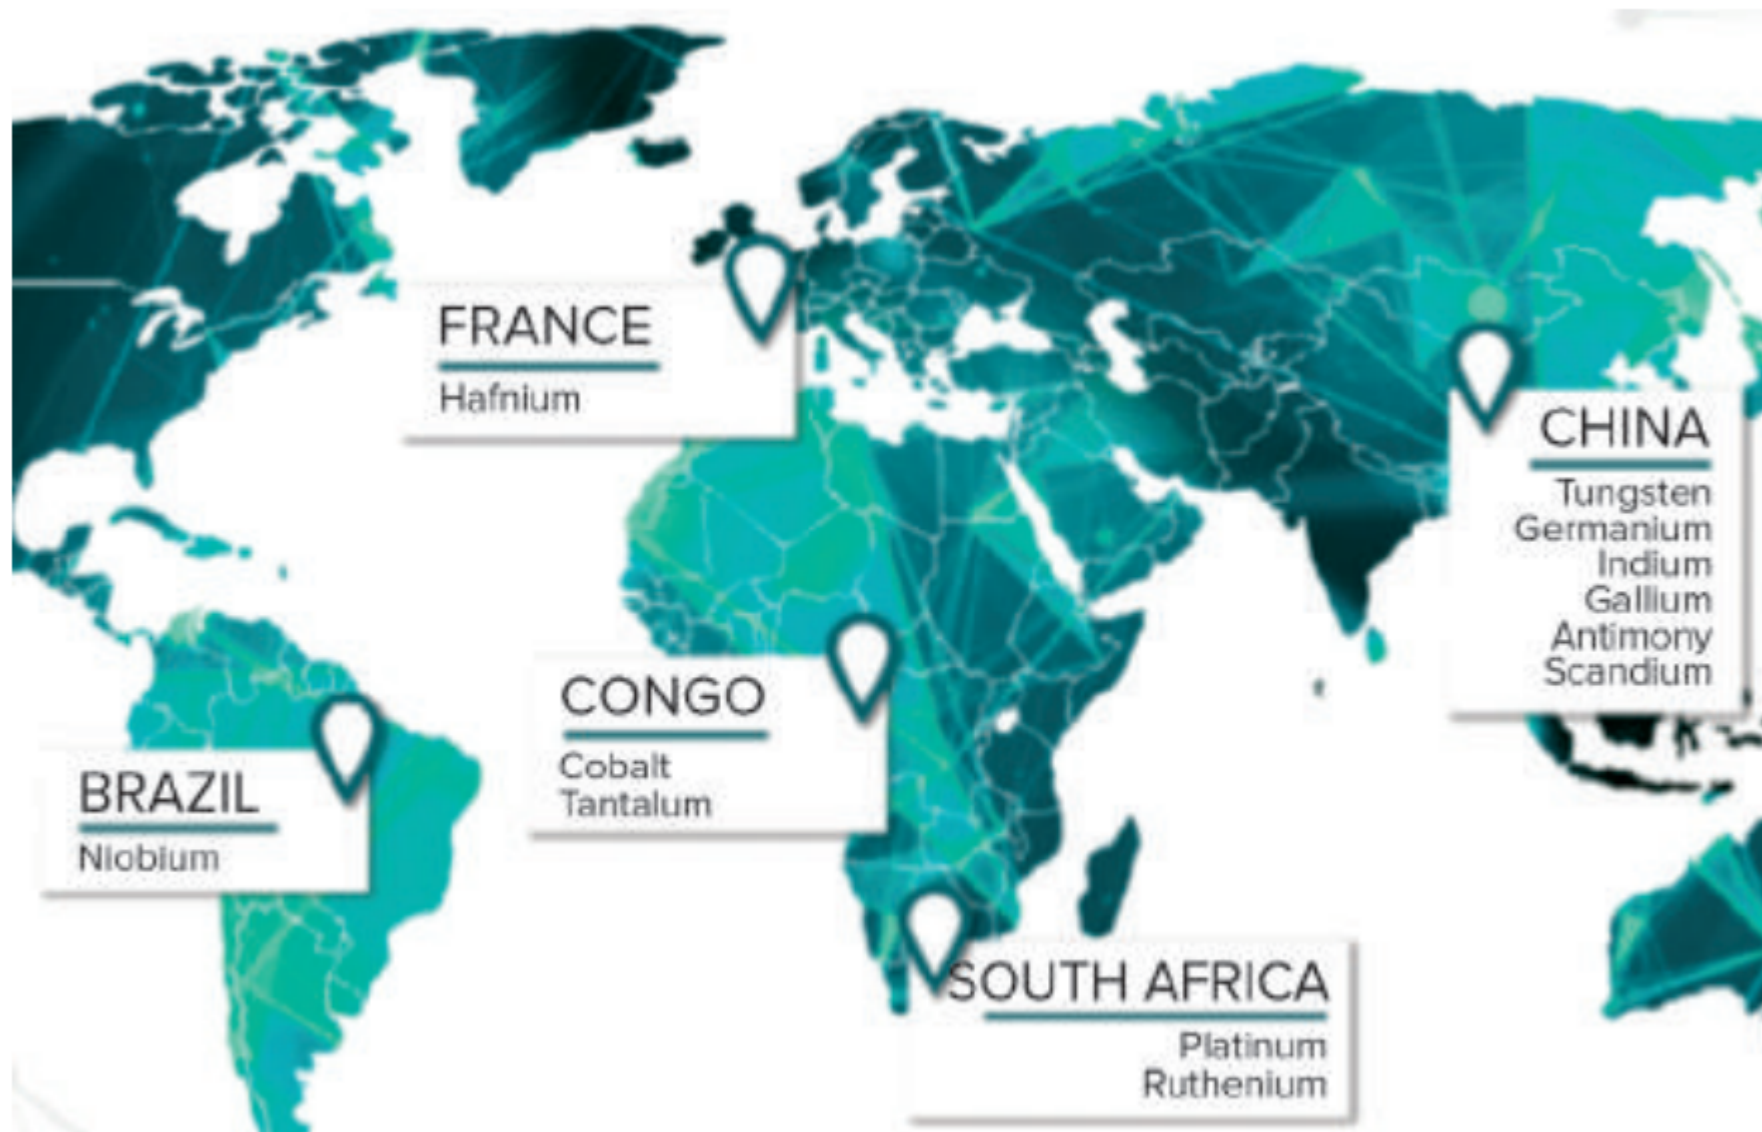 FRANCE
Hafnium
CHINA
Tungsten
Germanium
Indium
Gallium
Antimony
Scandium
CONGO
Cobalt
Tantalum
BRAZIL
Niobium
SOUTH AFRICA
Platinum
Ruthenium